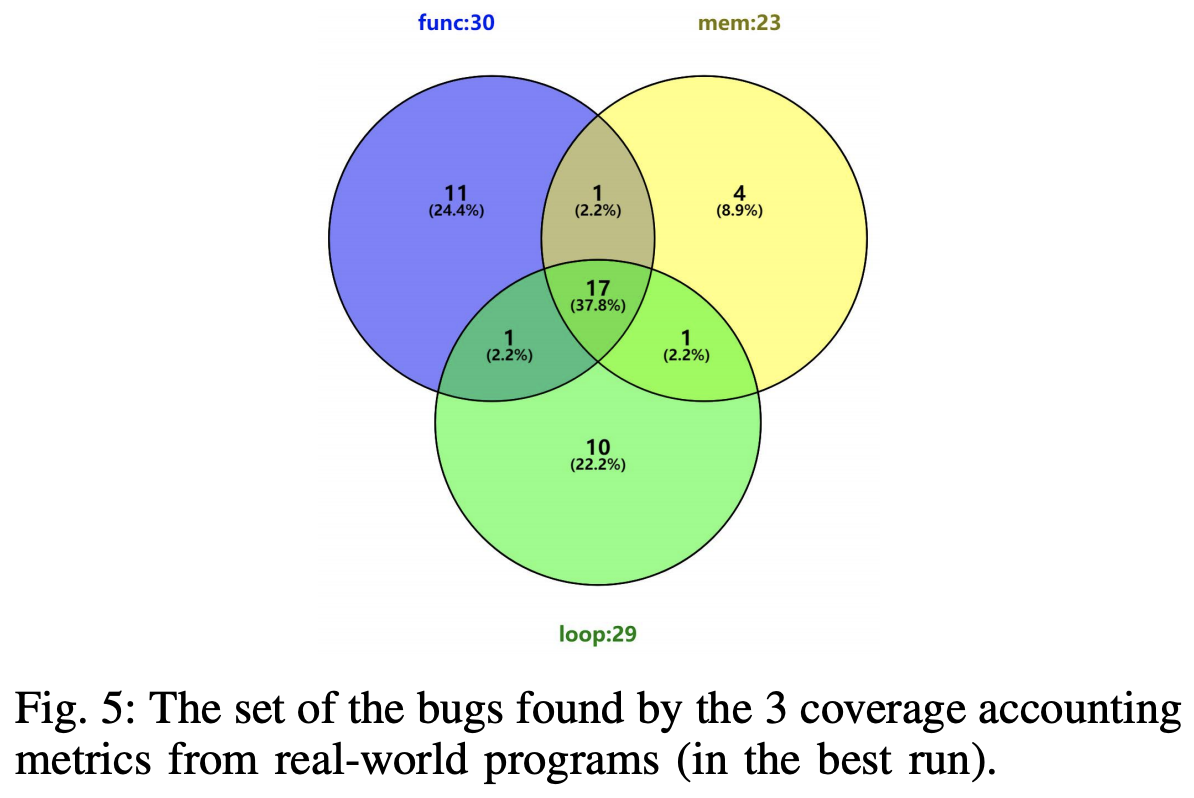 func:30
mem:23
11
(24.4%)
1
(2.2%)
4
(8.9%)
17
(37.8%)
1
(2.2%)
1
(2.2%)
10
(22.2%)
loop:29
Fig. 5: The set of the bugs found by the 3 coverage accounting
metrics from real-world programs (in the best run).